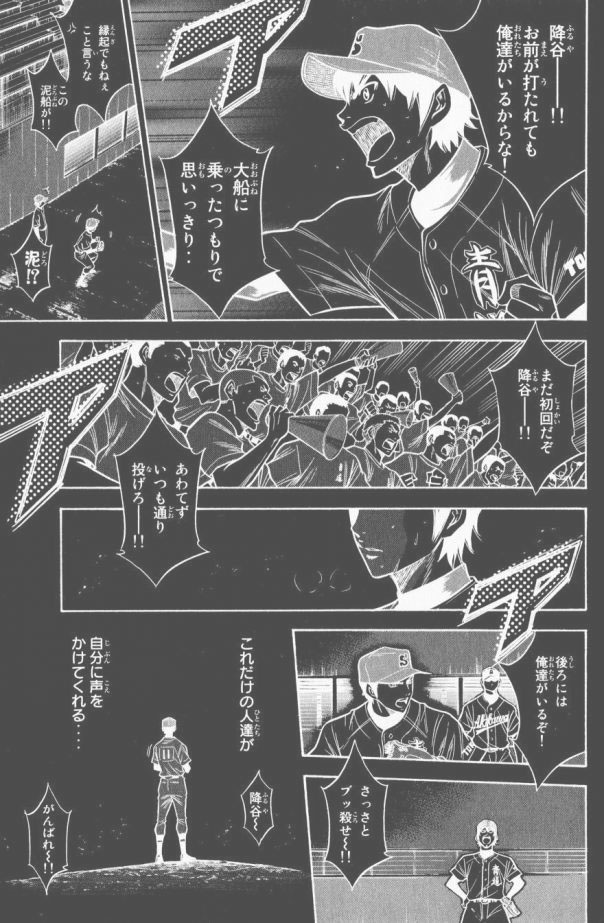 降谷――!!
お前が打たれても
俺達がいるからな!
大船に
乗ったつもりで
思いっきり‥
縁起でもねぇ
こと言うな
この
泥船が!!
泥!?
まだ初回だぞ
降谷――!!
あわてず
いつも通り
投げろ――!!
後ろには
俺達がいるぞ!
さっさと
ブッ殺せ〜!!
これだけの人達が
自分に声を
かけてくれる・・・
降谷〜
がんばれ〜!!